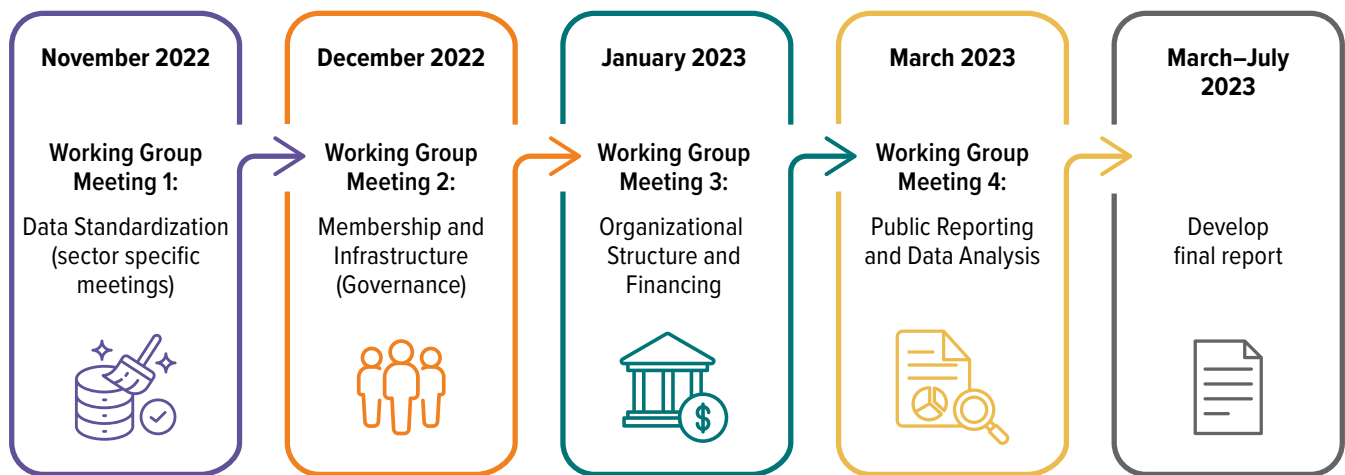 November 2022
Working Group
Meeting 1:
Data Standardization
(sector specific
meetings)
December 2022
Working Group
Meeting 2:
Membership and
Infrastructure
(Governance)
January 2023
Working Group
Meeting 3:
Organizational
Structure and
Financing
$
March 2023
Working Group
Meeting 4:
Public Reporting
and Data Analysis
March–July
2023
Develop
final report